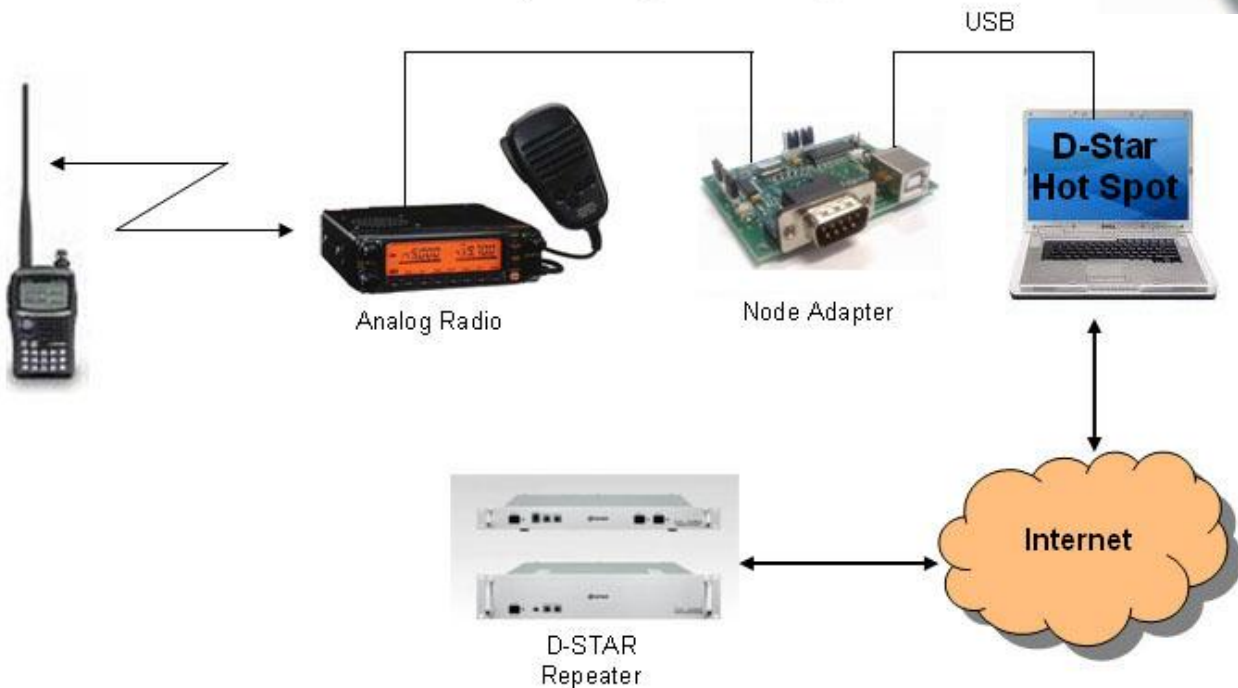 USB
D-Star
Hot Spot
Analog Radio
Node Adapter
Internet
D-STAR
Repeater